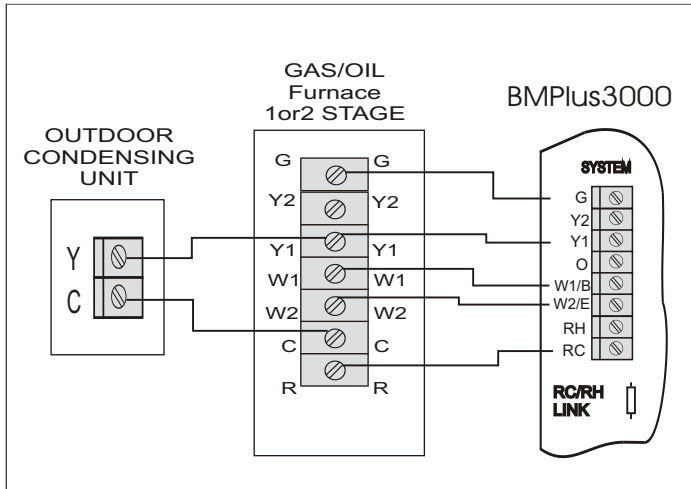 GAS/OIL
Furnace
1or2 STAGE
BMPlus3000
OUTDOOR
CONDENSING
UNIT
Y
C
G G
Y2 Y2
Y1 Y1
W1 W1
W2 W2
C C
R R
SYSTEM
G
Y2
Y1
O
W1/B
W2/E
RH
RC
RC/RH
LINK